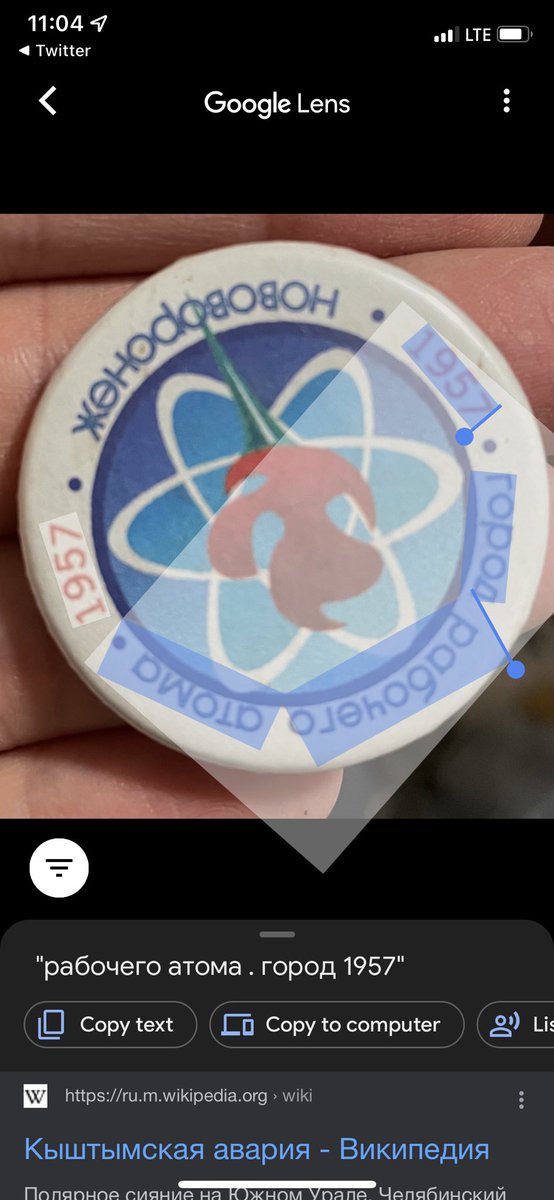 11:04
LTE
Twitter
Google Lens
Нововоронеж
1957
1957
город рабочего атома
"рабочего атома . город 1957"
Copy text
Copy to computer
Lis
https://ru.m.wikipedia.org › wiki
Кыштымская авария - Википедия
Полярное сияние на Южном Урале. Челябинский